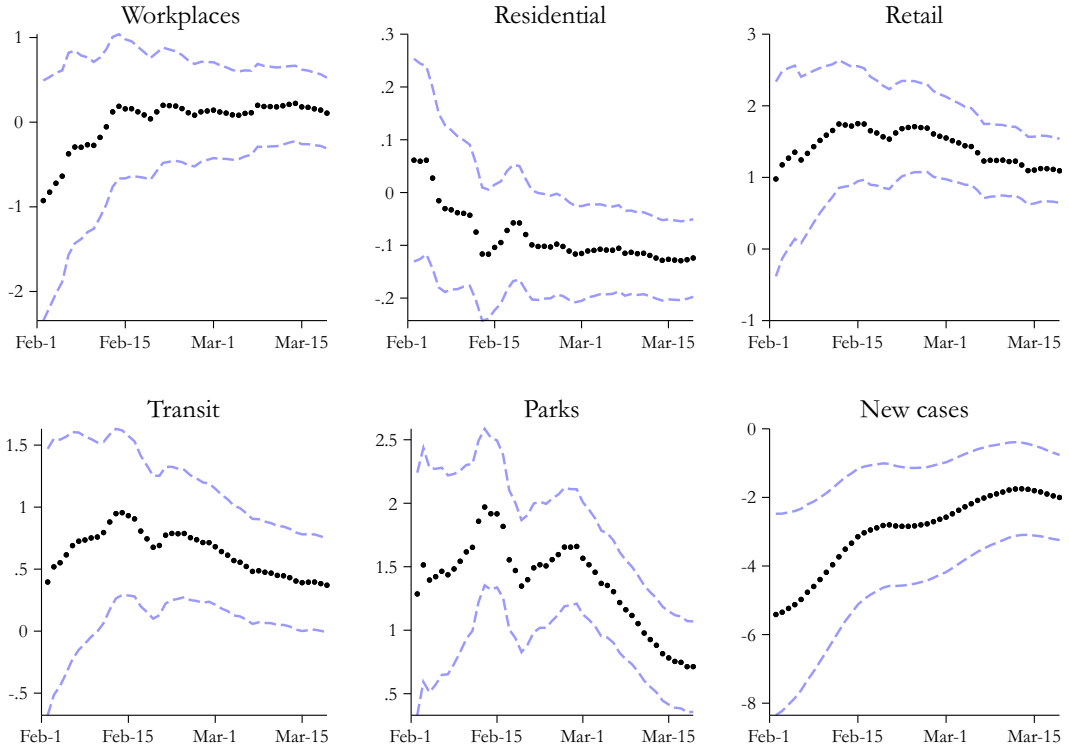 Workplaces
1
0
-1
-2
Feb-1 Feb-15 Mar-1 Mar-15
Residential
.3
.2
.1
0
-.1
-.2
Feb-1 Feb-15 Mar-1 Mar-15
Retail
3
2
1
0
-1
Feb-1 Feb-15 Mar-1 Mar-15
Transit
1.5
1
.5
0
-.5
Feb-1 Feb-15 Mar-1 Mar-15
Parks
2.5
2
1.5
1
.5
Feb-1 Feb-15 Mar-1 Mar-15
New cases
0
-2
-4
-6
-8
Feb-1 Feb-15 Mar-1 Mar-15